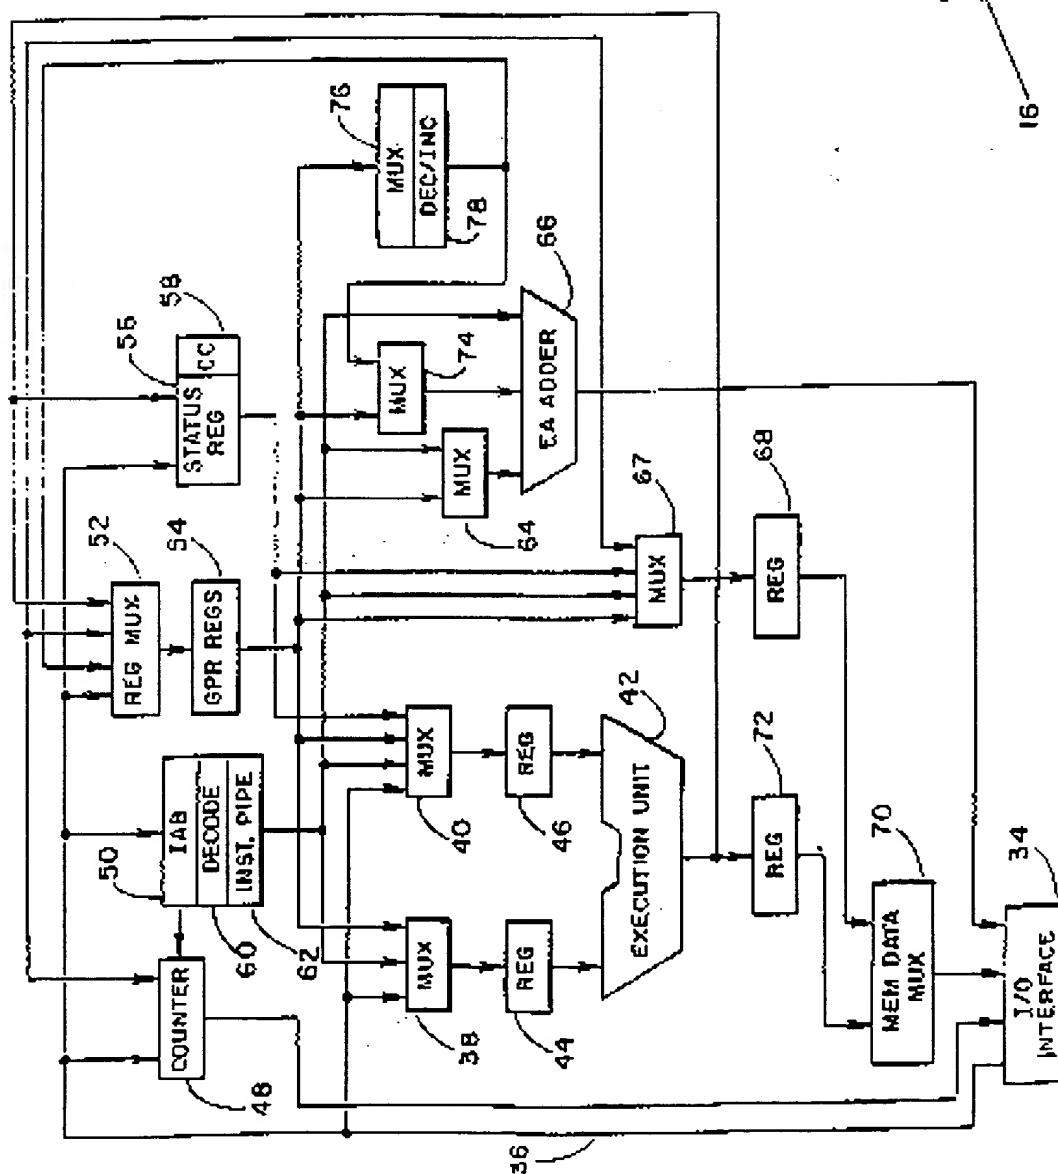 COUNTER
48
50
IAB
DECODE
INST. PIPE
60
62
REG MUX
52
GPR REGS
54
STATUS
REG
CC
56
58
MUX
DEC/INC
76
78
MUX
38
MUX
40
MUX
64
MUX
74
REG
44
REG
46
EA ADDER
66
EXECUTION UNIT
42
MUX
67
36
REG
72
REG
68
MEM DATA
MUX
70
I/O
INTERFACE
34
16